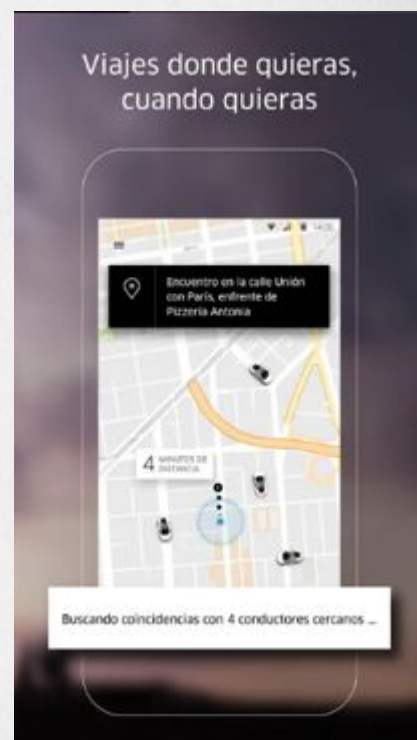 Viajes donde quieras,
cuando quieras
Encuentro en la calle Unión
con París, enfrente de
Pizzería Antonia
4 MINUTOS DE
DISTANCIA
Buscando coincidencias con 4 conductores cercanos ...